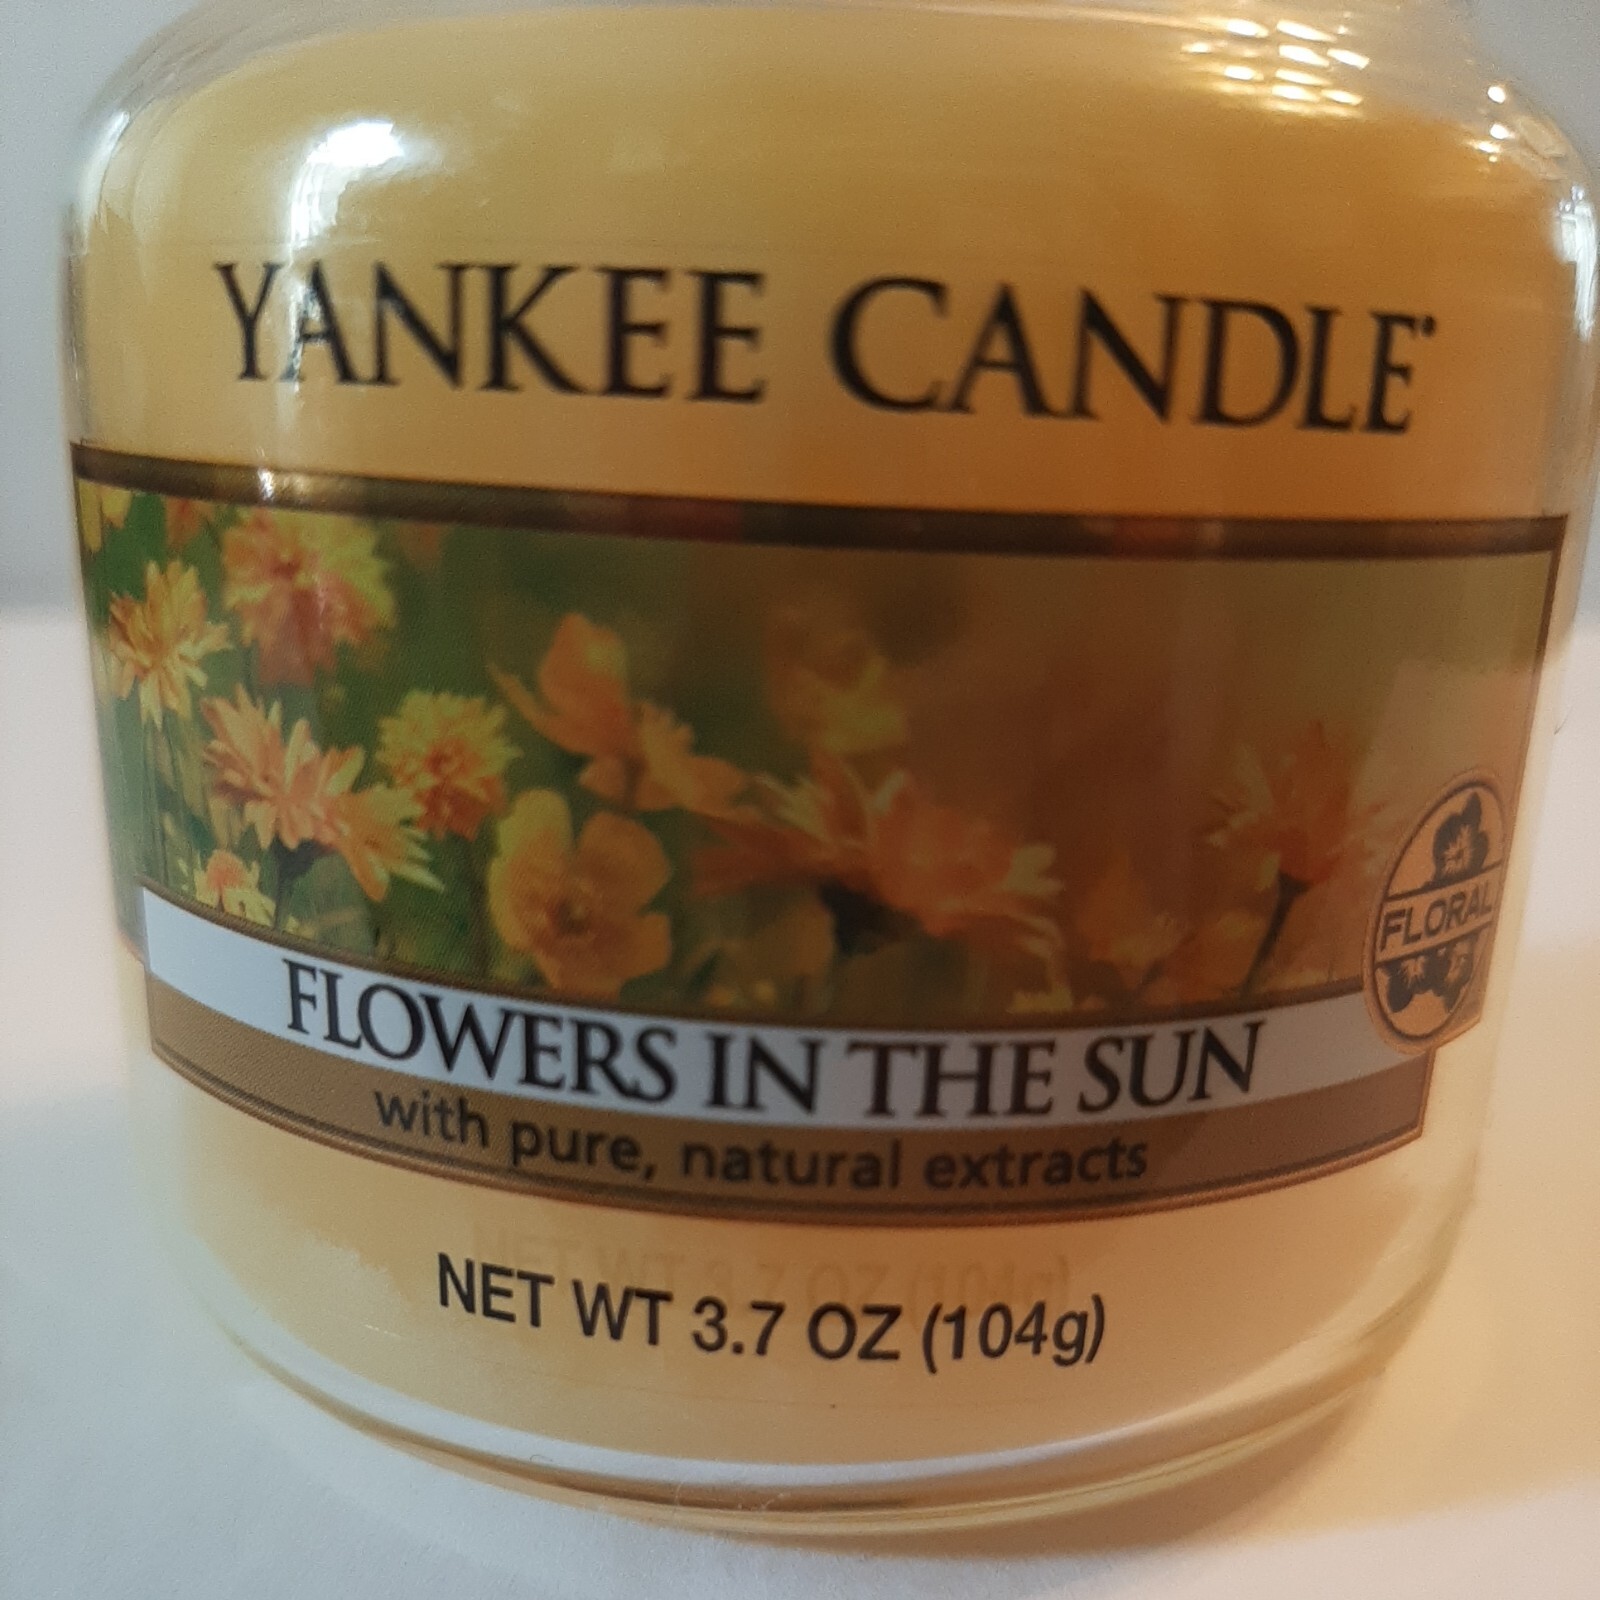 YANKEE CANDLE®
FLORAL
FLOWERS IN THE SUN
with pure, natural extracts
NET WT 3.7 OZ (104g)